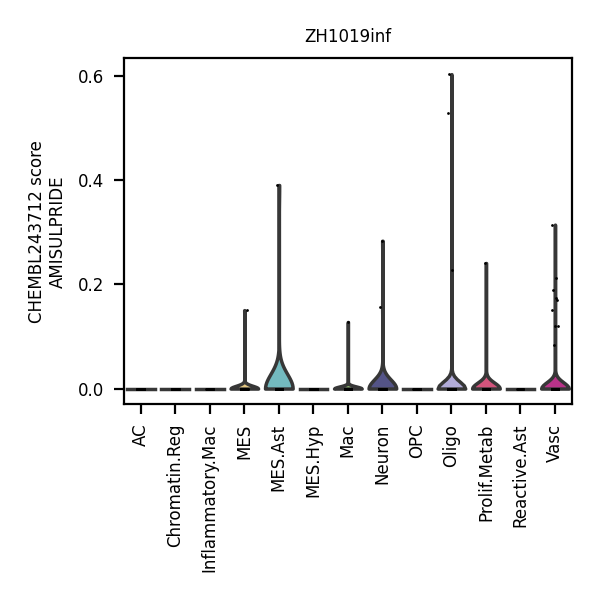 ZH1019inf
CHEMBL243712 score
AMISULPRIDE
0.6
0.4
0.2
0.0
AC
Chromatin.Reg
Inflammatory.Mac
MES
MES.Ast
MES.Hyp
Mac
Neuron
OPC
Oligo
Prolif.Metab
Reactive.Ast
Vasc